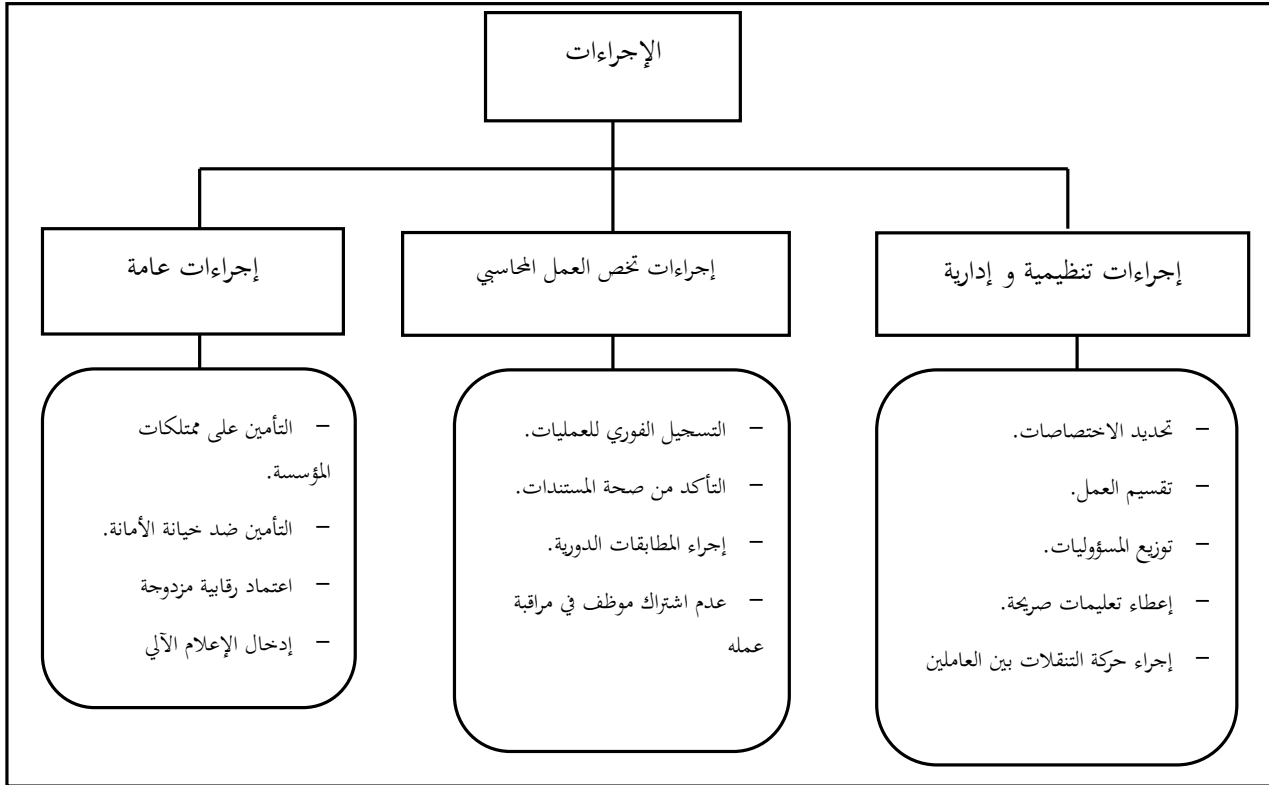 الإجراءات
إجراءات تنظيمية و إدارية
إجراءات تخص العمل المحاسبي
إجراءات عامة
– تحديد الاختصاصات.
– تقسيم العمل.
– توزيع المسؤوليات.
– إعطاء تعليمات صريحة.
– إجراء حركة التنقلات بين العاملين
– التسجيل الفوري للعمليات.
– التأكد من صحة المستندات.
– إجراء المطابقات الدورية.
– عدم اشتراك موظف في مراقبة
عمله
– التأمين على ممتلكات
المؤسسة.
– التأمين ضد خيانة الأمانة.
– اعتماد رقابية مزدوجة
– إدخال الإعلام الآلي